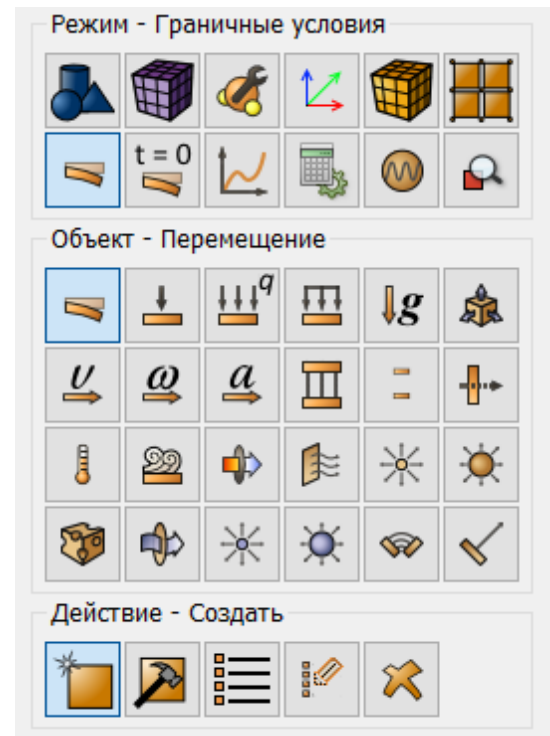 Режим - Граничные условия
t = 0
Объект - Перемещение
q
g
υ ω a
Действие - Создать